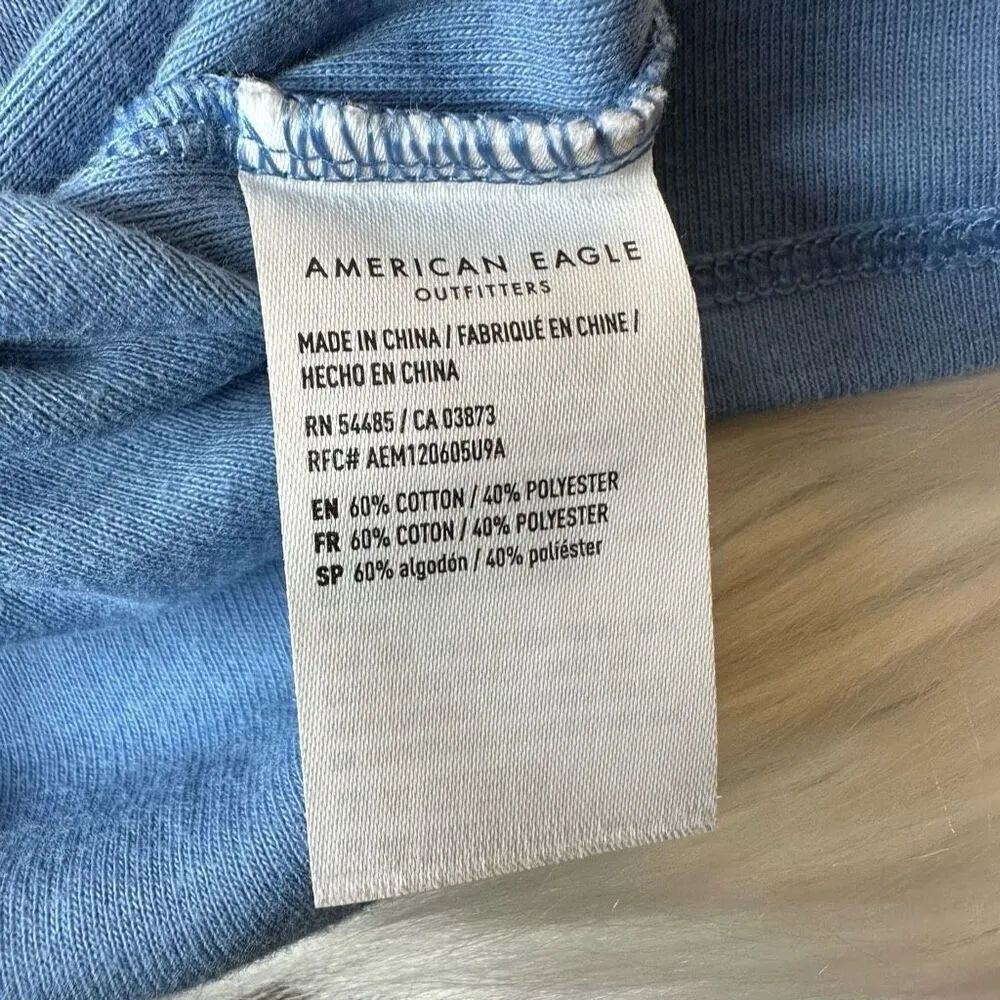 AMERICAN EAGLE
OUTFITTERS
MADE IN CHINA / FABRIQUÉ EN CHINE /
HECHO EN CHINA
RN 54485 / CA 03873
RFC# AEM120605U9A
EN 60% COTTON / 40% POLYESTER
FR 60% COTON / 40% POLYESTER
SP 60% algodón / 40% poliéster